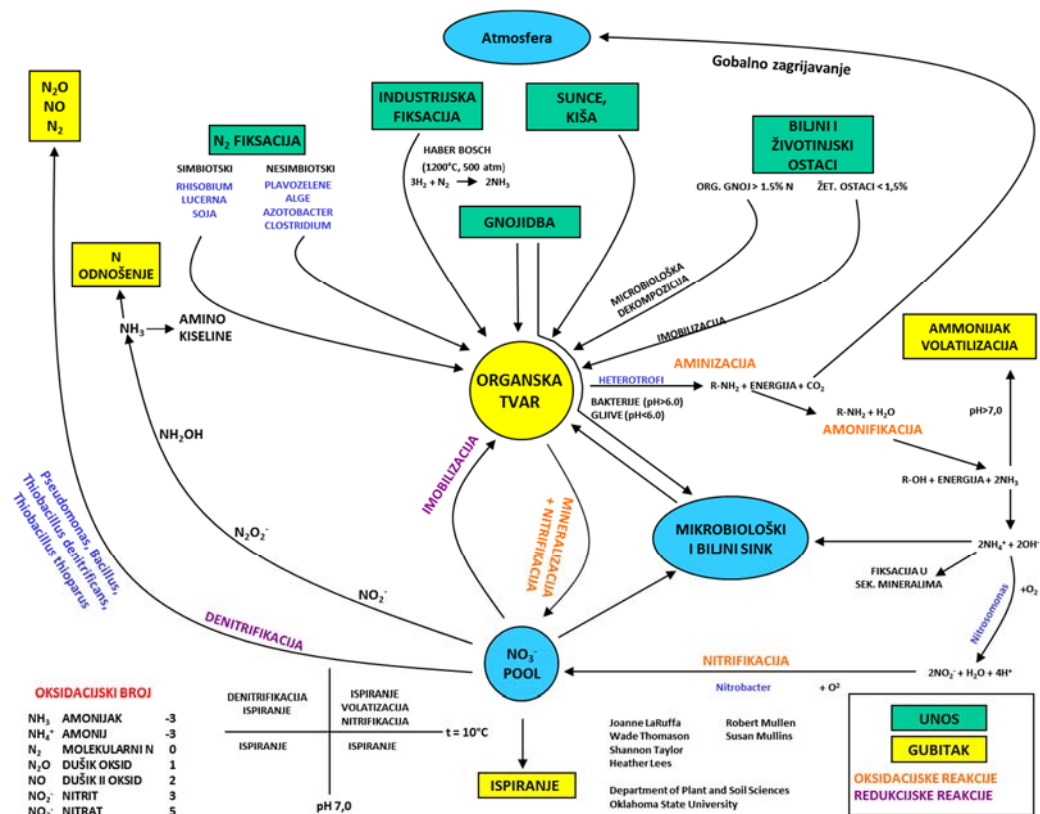 Atmosfera
Gobalno zagrijavanje
N₂O
NO
N₂
INDUSTRIJSKA
FIKSACIJA
SUNCE,
KIŠA
BILJNI I
ŽIVOTINJSKI
OSTACI
N₂ FIKSACIJA
SIMBIOTSKI
NESIMBIOTSKI
RHISOBIUM
LUCERNA
SOJA
PLAVOZELENE
ALGE
AZOTOBACTER
CLOSTRIDIUM
HABER BOSCH
(1200°C, 500 atm)
3H₂ + N₂ → 2NH₃
ORG. GNOJ > 1.5% N
ŽET. OSTACI < 1,5%
GNOJIDBA
N
ODNOŠENJE
NH₃
AMINO
KISELINE
MICROBIOLOŠKA
DEKOMPOZICIJA
IMOBILIZACIJA
AMMONIJAK
VOLATILIZACIJA
ORGANSKA
TVAR
AMINIZACIJA
HETEROTROFI
R-NH₂ + ENERGIJA + CO₂
BAKTERIJE (pH>6.0)
GLJIVE (pH<6.0)
R-NH₂ + H₂O
AMONIFIKACIJA
pH>7,0
R-OH + ENERGIJA + 2NH₃
NH₂OH
IMOBILIZACIJA
MINERALIZACIJA
+ NITRIFIKACIJA
Pseudomonas, Bacillus,
Thiobacillus denitrificans,
Thiobacillus thioparus
N₂O₂⁻
MIKROBIOLOŠKI
I BILJNI SINK
2NH₄⁺ + 2OH⁻
FIKSACIJA U
SEK. MINERALIMA
+O₂
Nitrosomonas
NO₂⁻
DENITRIFIKACIJA
NO₃⁻
POOL
NITRIFIKACIJA
2NO₂⁻ + H₂O + 4H⁺
Nitrobacter
+ O²
OKSIDACIJSKI BROJ
NH₃ AMONIJAK -3
NH₄⁺ AMONIJ -3
N₂ MOLEKULARNI N 0
N₂O DUŠIK OKSID 1
NO DUŠIK II OKSID 2
NO₂⁻ NITRIT 3
NO₃⁻ NITRAT 5
DENITRIFIKACIJA
ISPIRANJE
ISPIRANJE
VOLATIZACIJA
NITRIFIKACIJA
t = 10°C
ISPIRANJE
ISPIRANJE
pH 7,0
ISPIRANJE
Joanne LaRuffa
Wade Thomason
Shannon Taylor
Heather Lees
Robert Mullen
Susan Mullins
Department of Plant and Soil Sciences
Oklahoma State University
UNOS
GUBITAK
OKSIDACIJSKE REAKCIJE
REDUKCIJSKE REAKCIJE